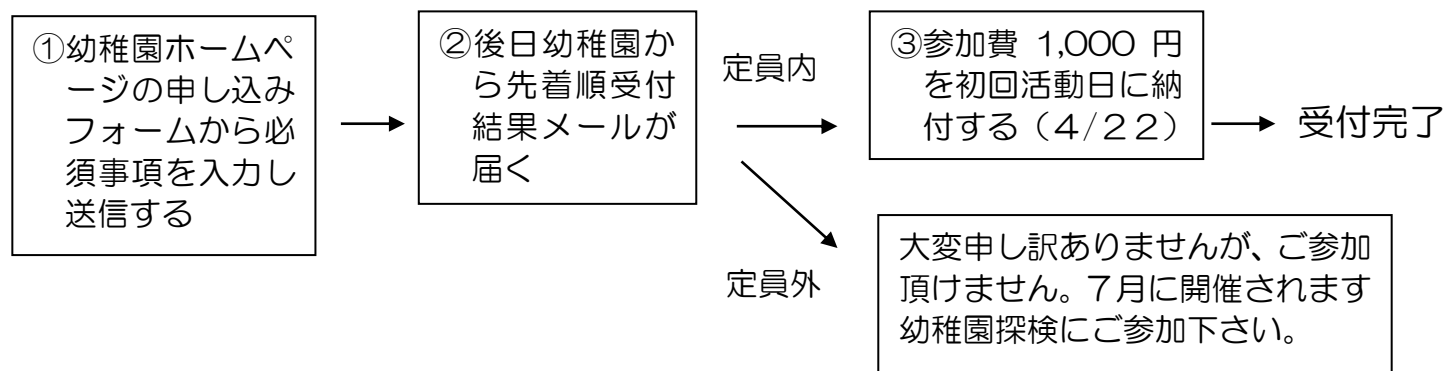 ①幼稚園ホームペ
ージの申し込み
フォームから必
須事項を入力し
送信する
②後日幼稚園か
ら先着順受付
結果メールが
届く
定員内
③参加費 1,000 円
を初回活動日に納
付する（4/22）
受付完了
定員外
大変申し訳ありませんが、ご参加
頂けません。7月に開催されます
幼稚園探検にご参加下さい。